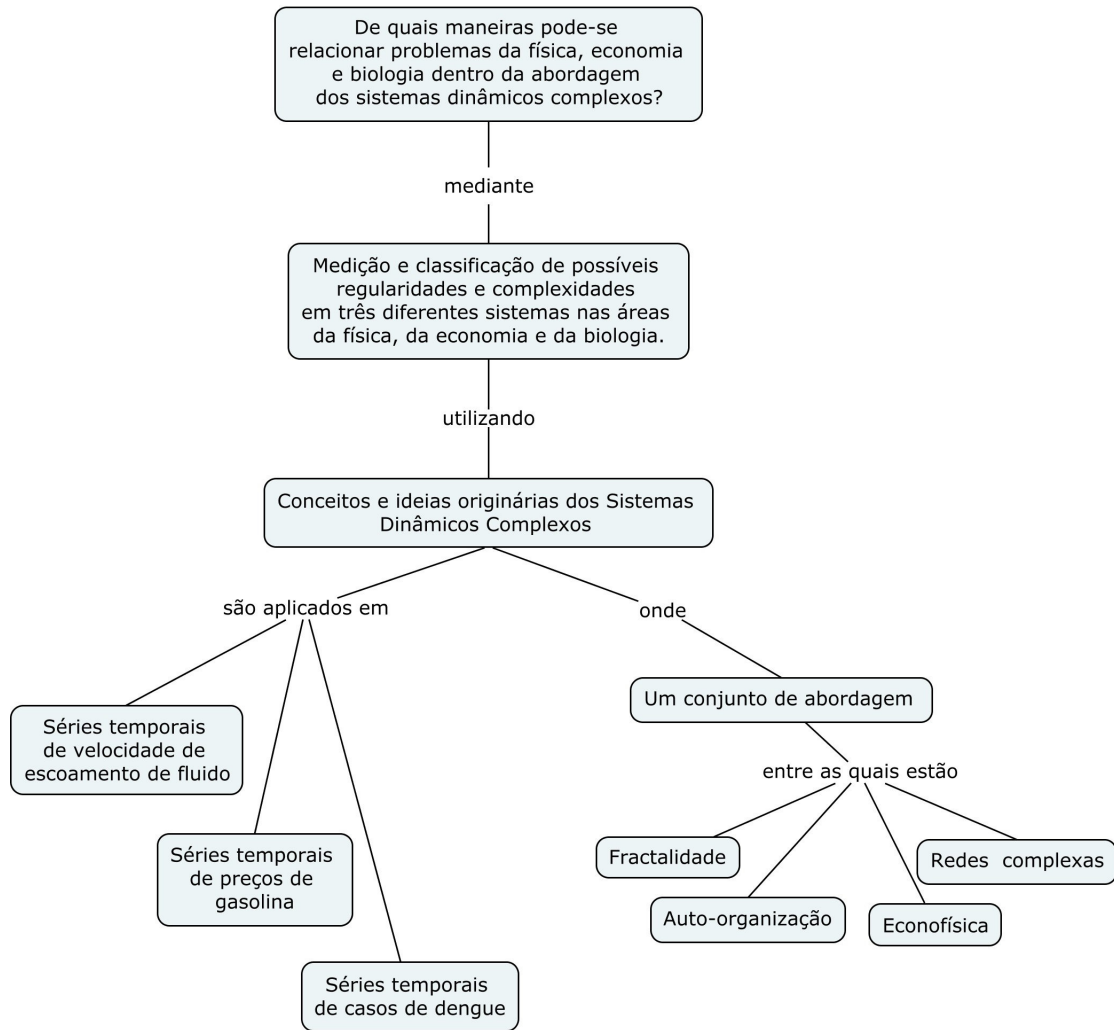 De quais maneiras pode-se
relacionar problemas da física, economia
e biologia dentro da abordagem
dos sistemas dinâmicos complexos?
mediante
Medição e classificação de possíveis
regularidades e complexidades
em três diferentes sistemas nas áreas
da física, da economia e da biologia.
utilizando
Conceitos e ideias originárias dos Sistemas
Dinâmicos Complexos
são aplicados em
Séries temporais
de velocidade de
escoamento de fluido
Séries temporais
de preços de
gasolina
Séries temporais
de casos de dengue
onde
Um conjunto de abordagem
entre as quais estão
Fractalidade
Auto-organização
Econofísica
Redes complexas